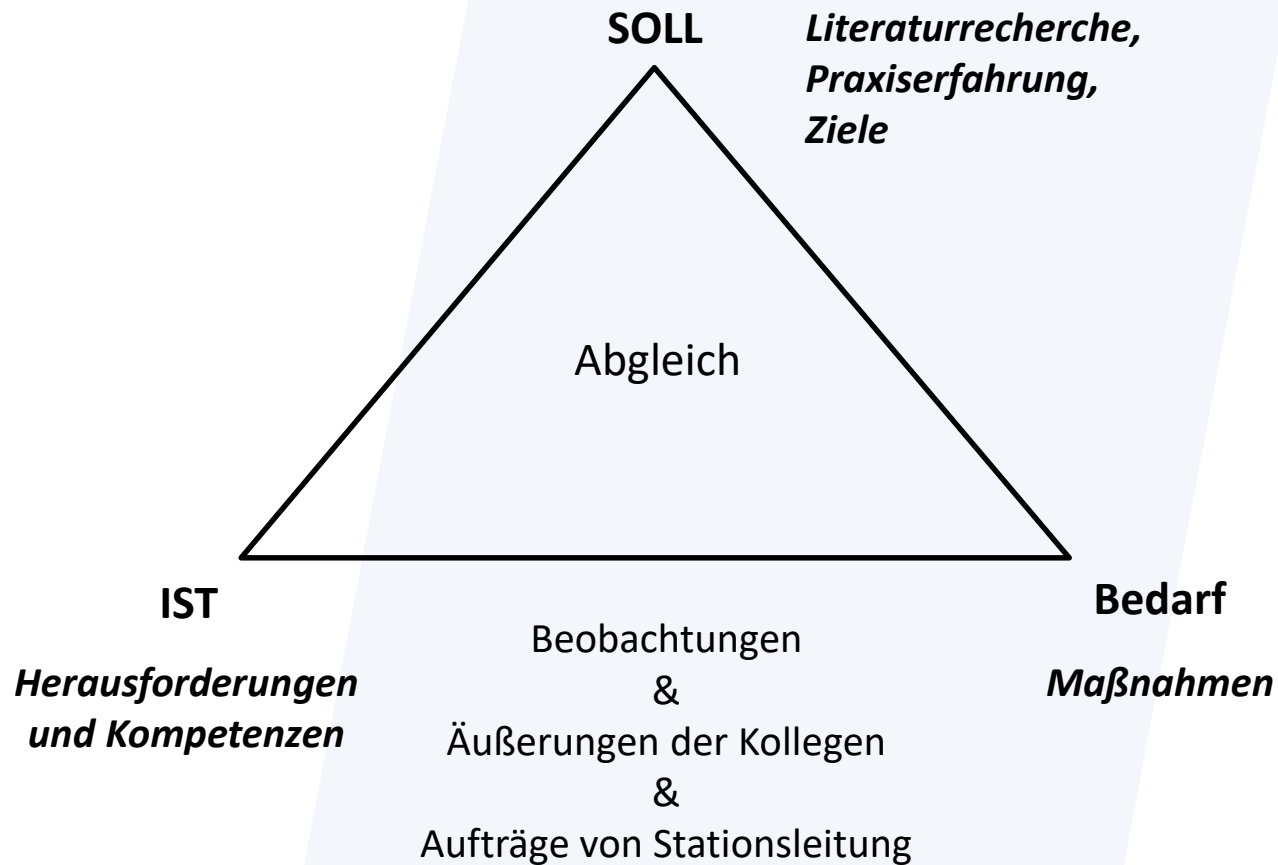 SOLL
Literaturrecherche,
Praxiserfahrung,
Ziele
Abgleich
IST
Herausforderungen
und Kompetenzen
Beobachtungen
&
Äußerungen der Kollegen
&
Aufträge von Stationsleitung
Bedarf
Maßnahmen